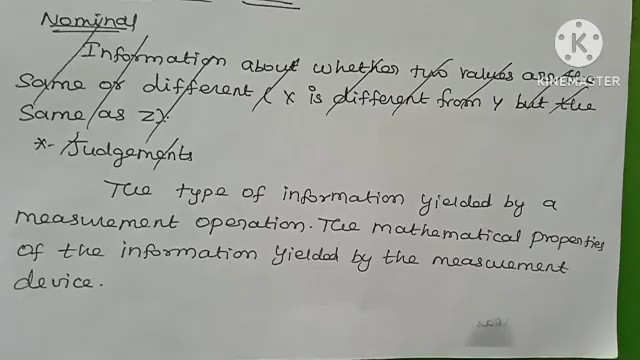 Nominal
KINEMASTER
Information about whether two values are the
same or different (X is different from Y but the
same as Z).
*- Judgements
The type of information yielded by a
measurement operation. The mathematical properties
of the information yielded by the measurement
device.